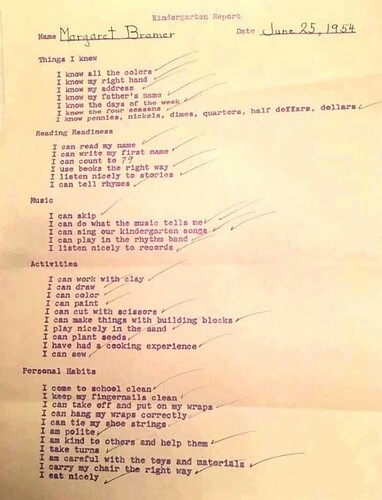 Kindergarten Report
Name Margaret Bramer Date June 25, 1954
Things I knew
I know all the colors
I know my right hand
I know my address
I know my father's name
I know the days of the week
I know the four seasons
I know pennies, nickels, dimes, quarters, half dollars, dollars
Reading Readiness
I can read my name
I can write my first name
I can count to 79
I use books the right way
I listen nicely to stories
I can tell rhymes
Music
I can skip
I can do what the music tells me
I can sing our kindergarten songs
I can play in the rhythm band
I listen nicely to records
Activities
I can work with clay
I can draw
I can color
I can paint
I can cut with scissors
I can make things with building blocks
I play nicely in the sand
I can plant seeds
I have had a cooking experience
I can sew
Personal Habits
I come to school clean
I keep my fingernails clean
I can take off and put on my wraps
I can hang my wraps correctly
I can tie my shoe strings
I am polite
I am kind to others and help them
I take turns
I am careful with the toys and materials
I carry my chair the right way
I eat nicely